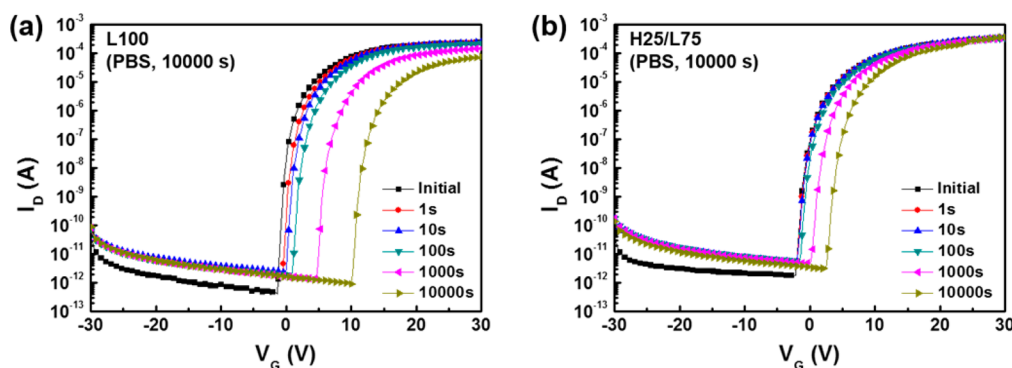 (a)
L100
(PBS, 10000 s)
10⁻³
10⁻⁴
10⁻⁵
10⁻⁶
10⁻⁷
10⁻⁸
10⁻⁹
10⁻¹⁰
10⁻¹¹
10⁻¹²
10⁻¹³
I_D (A)
Initial
1s
10s
100s
1000s
10000s
-30 -20 -10 0 10 20 30
V_G (V)
(b)
H25/L75
(PBS, 10000 s)
10⁻³
10⁻⁴
10⁻⁵
10⁻⁶
10⁻⁷
10⁻⁸
10⁻⁹
10⁻¹⁰
10⁻¹¹
10⁻¹²
10⁻¹³
I_D (A)
Initial
1s
10s
100s
1000s
10000s
-30 -20 -10 0 10 20 30
V_G (V)